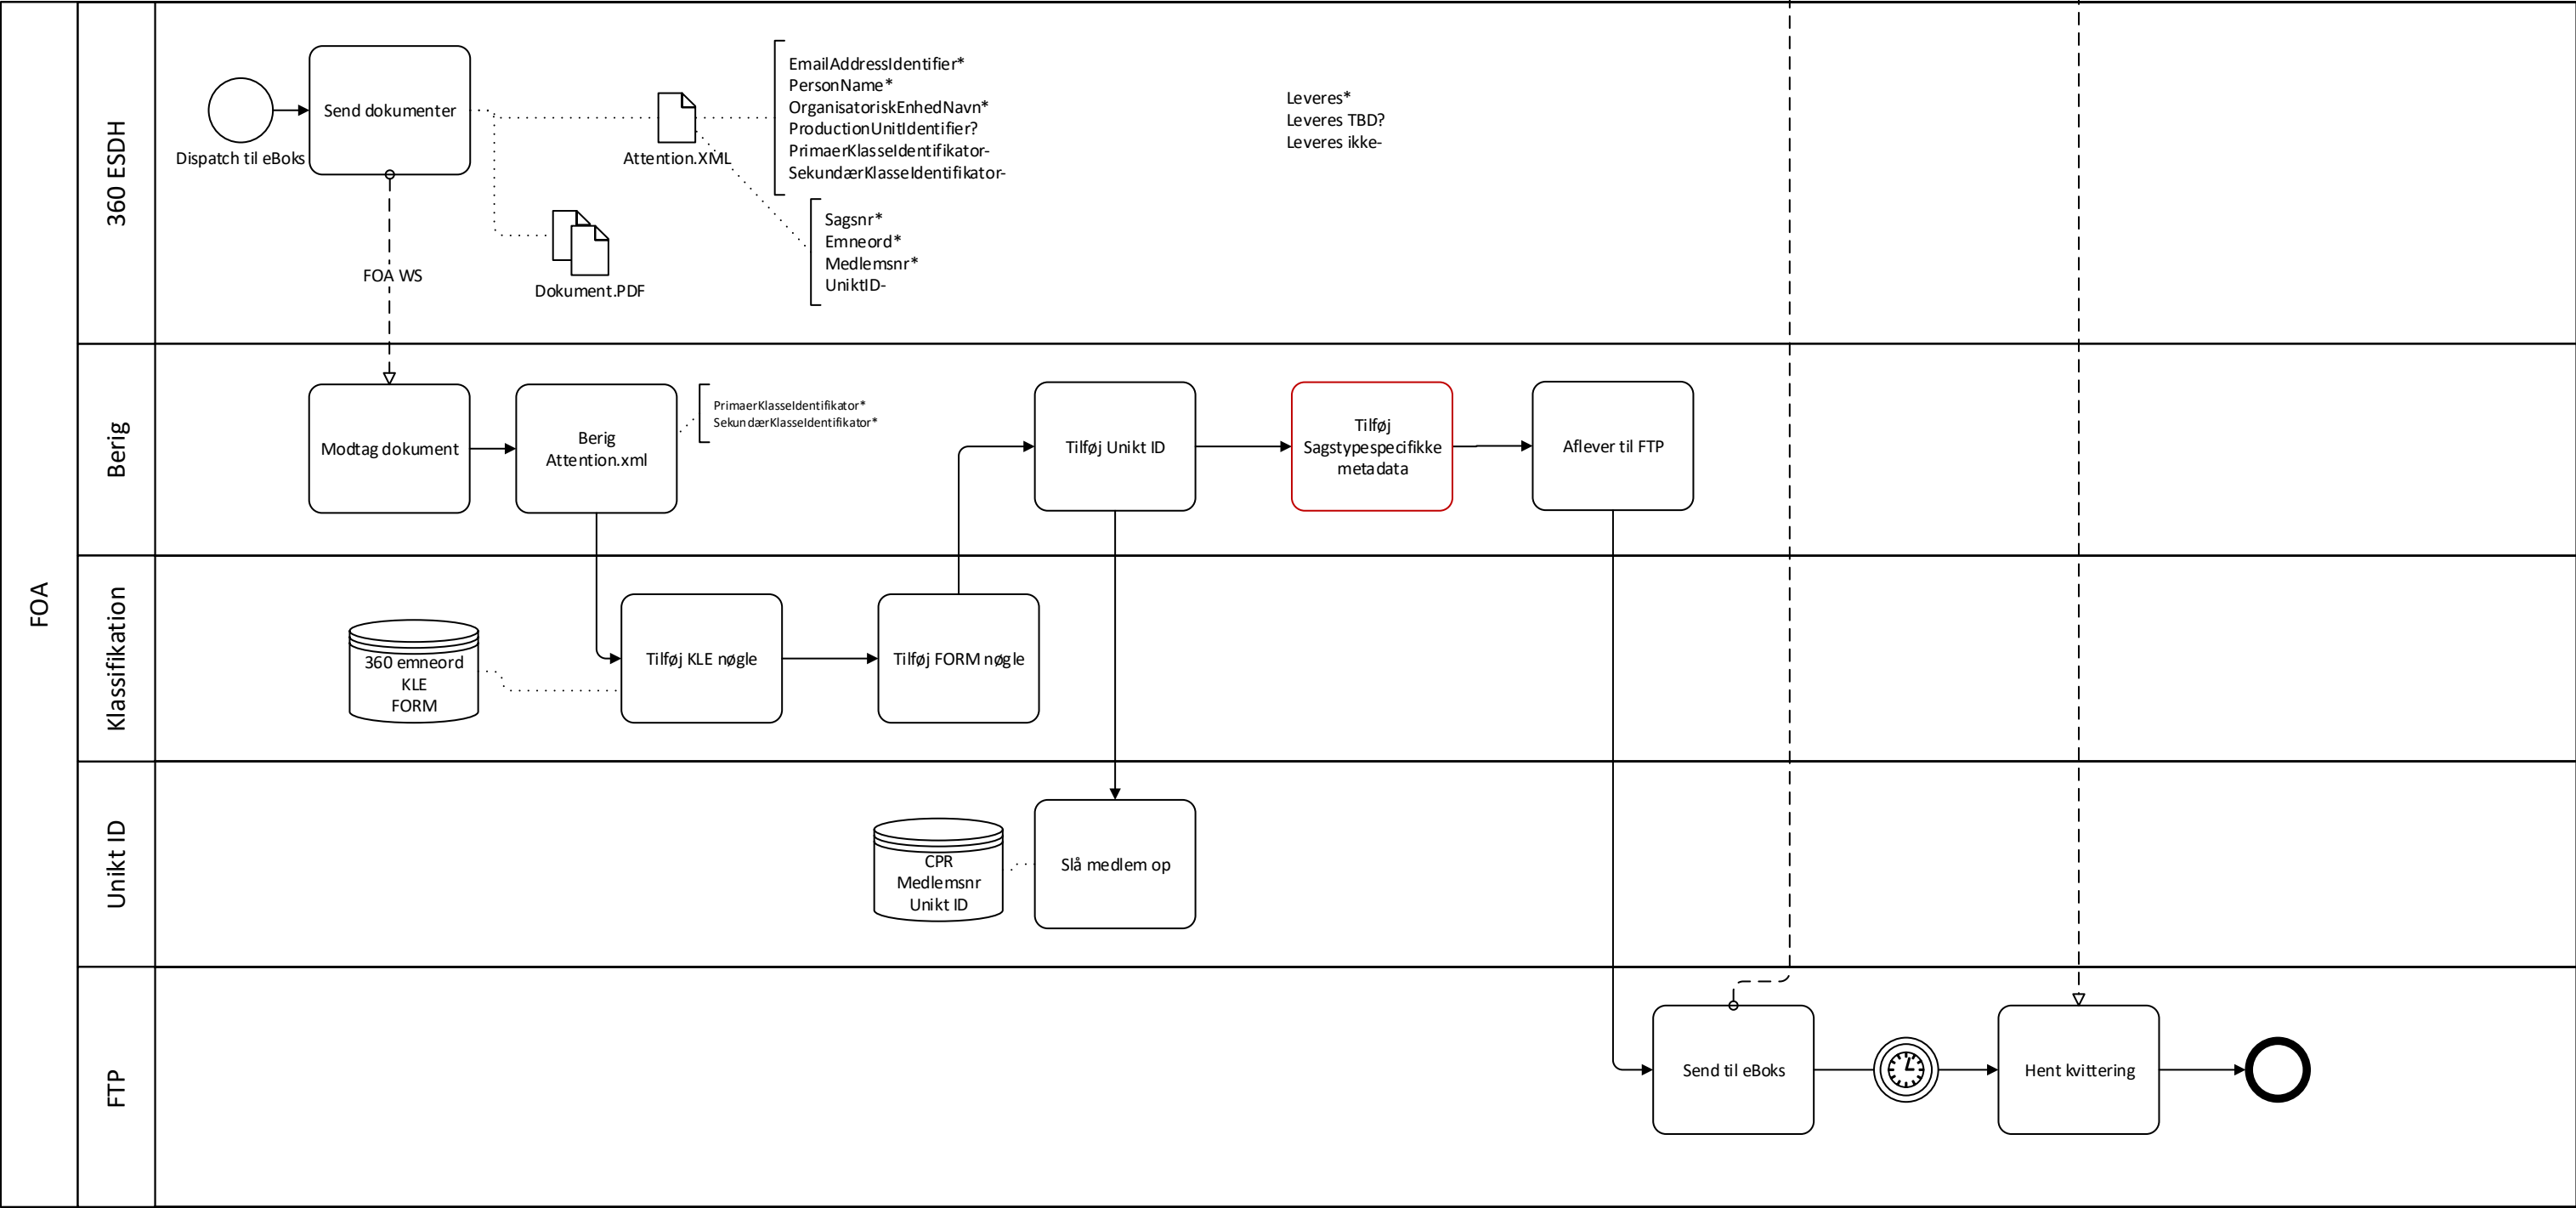 FOA
360 ESDH
Dispatch til eBoks
Send dokumenter
FOA WS
Attention.XML
Dokument.PDF
EmailAddressIdentifier*
PersonName*
OrganisatoriskEnhedNavn*
ProductionUnitIdentifier?
PrimaerKlasseIdentifikator-
SekundærKlasseIdentifikator-
Sagsnr*
Emneord*
Medlemsnr*
UniktID-
Leveres*
Leveres TBD?
Leveres ikke-
Berig
Modtag dokument
Berig
Attention.xml
PrimaerKlasseIdentifikator*
SekundærKlasseIdentifikator*
Tilføj Unikt ID
Tilføj
Sagstypespecifikke
metadata
Aflever til FTP
Klassifikation
360 emneord
KLE
FORM
Tilføj KLE nøgle
Tilføj FORM nøgle
Unikt ID
CPR
Medlemsnr
Unikt ID
Slå medlem op
FTP
Send til eBoks
Hent kvittering